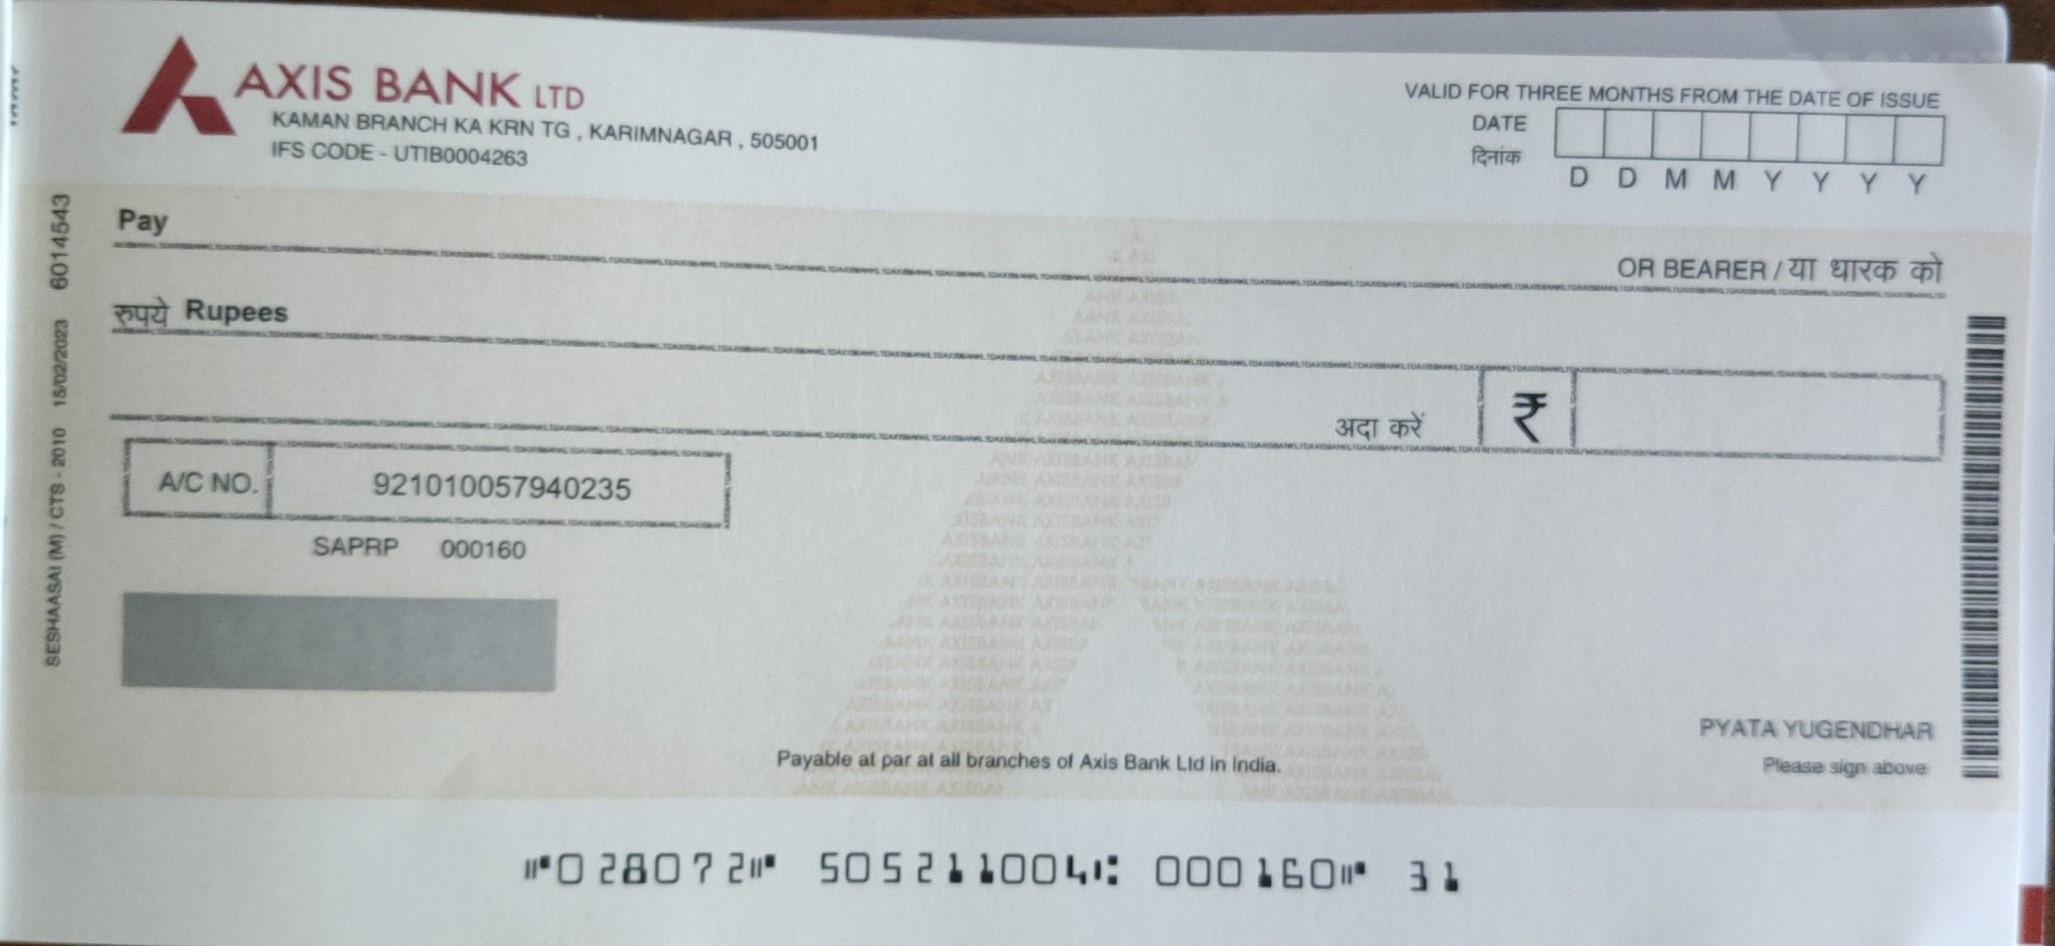 AXIS BANK LTD
KAMAN BRANCH KA KRN TG , KARIMNAGAR , 505001
IFS CODE - UTIB0004263
VALID FOR THREE MONTHS FROM THE DATE OF ISSUE
DATE
दिनांक
D D M M Y Y Y Y
Pay
OR BEARER / या धारक को
रुपये Rupees
अदा करें ₹
A/C NO. 921010057940235
SAPRP 000160
SESHAASAI (M) / CTS - 2010 15/02/2023 6014543
PYATA YUGENDHAR
Please sign above
Payable at par at all branches of Axis Bank Ltd in India.
⑈028072⑈ 505211004⑆ 000160⑈ 31